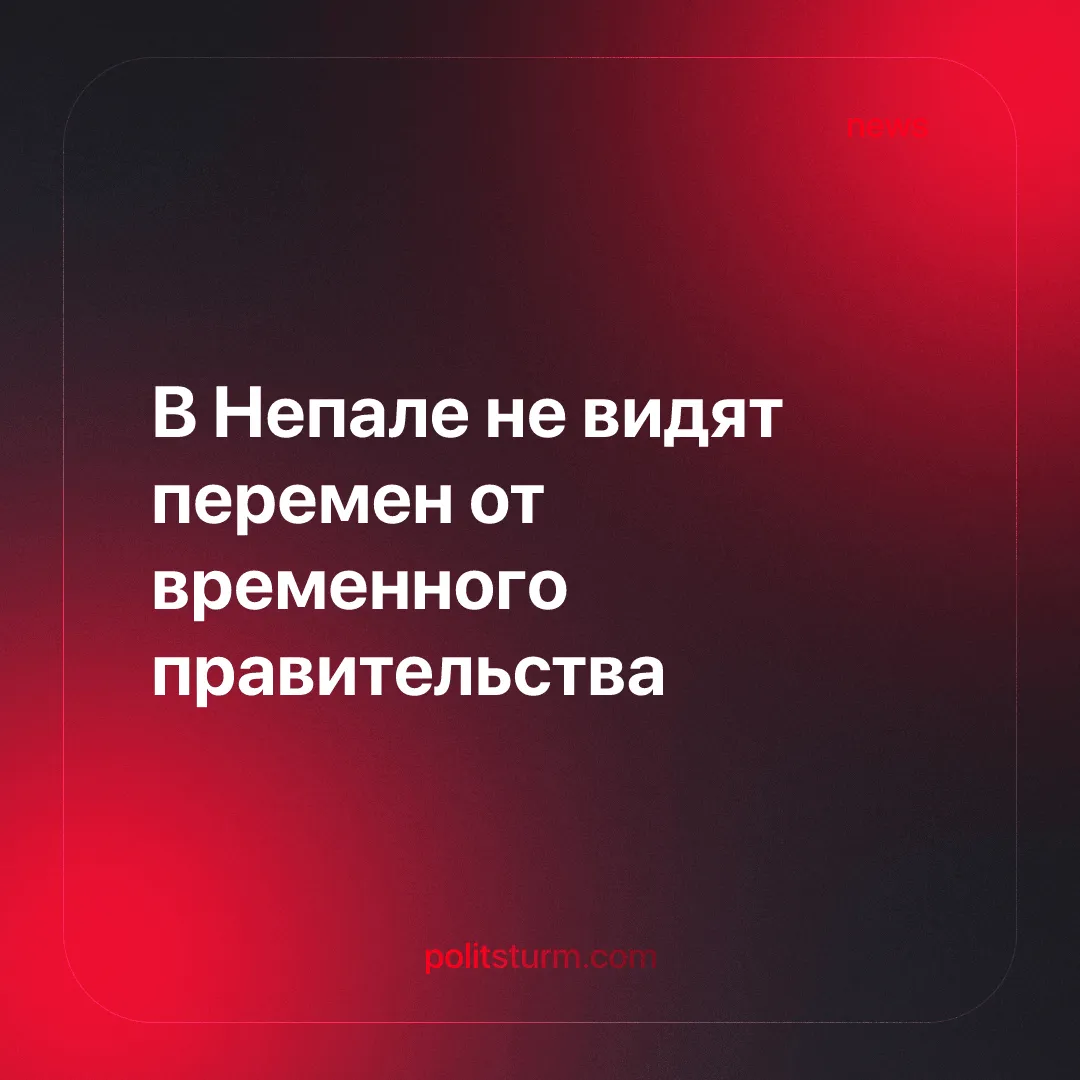 news
В Непале не видят
перемен от
временного
правительства
politsturm.com